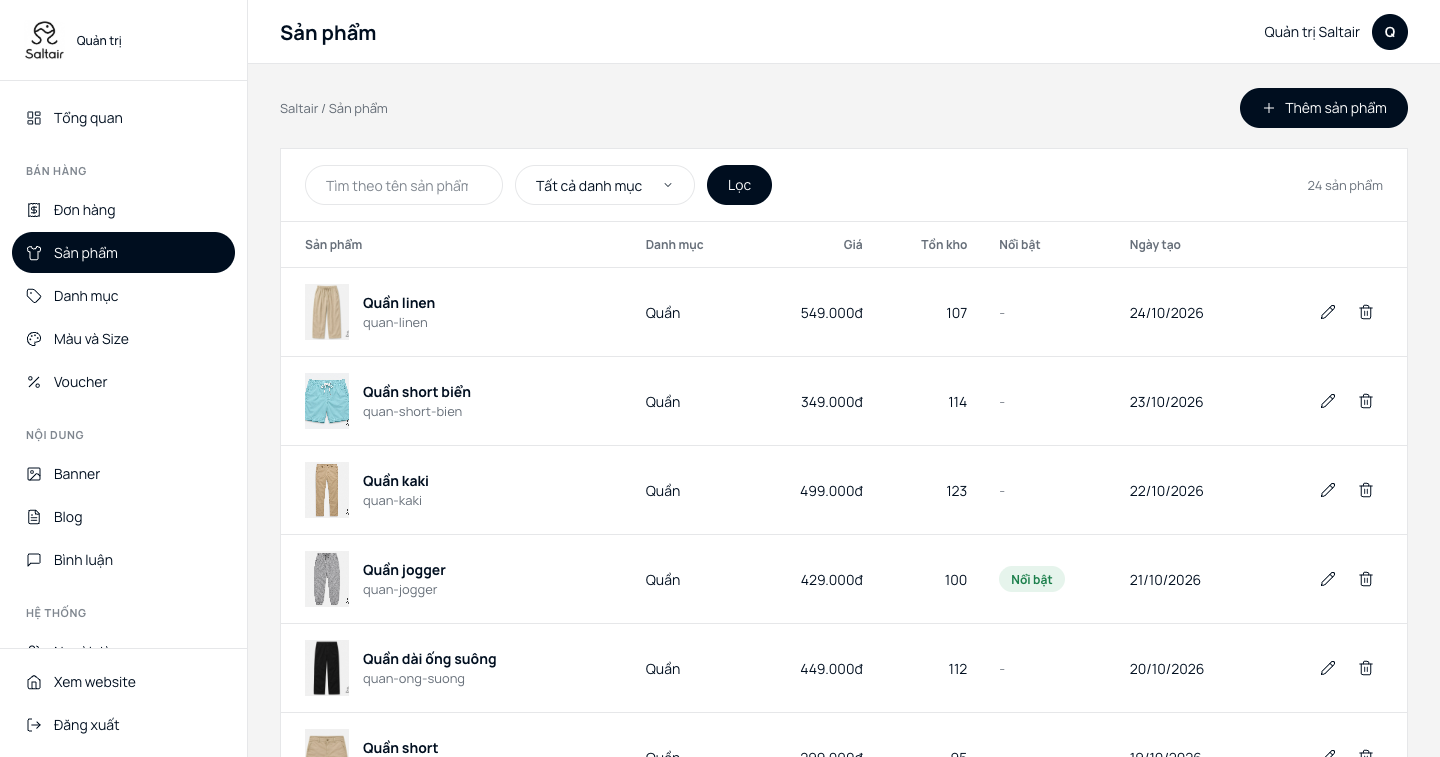 Saltair
Quản trị
Sản phẩm
Quản trị Saltair
Q
Tổng quan
BÁN HÀNG
Đơn hàng
Sản phẩm
Danh mục
Màu và Size
Voucher
NỘI DUNG
Banner
Blog
Bình luận
HỆ THỐNG
Xem website
Đăng xuất
Saltair / Sản phẩm
Thêm sản phẩm
Tìm theo tên sản phẩm
Tất cả danh mục
Lọc
24 sản phẩm
Sản phẩm Danh mục Giá Tồn kho Nổi bật Ngày tạo
Quần linen
quan-linen
Quần 549.000đ 107 - 24/10/2026
Quần short biển
quan-short-bien
Quần 349.000đ 114 - 23/10/2026
Quần kaki
quan-kaki
Quần 499.000đ 123 - 22/10/2026
Quần jogger
quan-jogger
Quần 429.000đ 100 Nổi bật 21/10/2026
Quần dài ống suông
quan-ong-suong
Quần 449.000đ 112 - 20/10/2026
Quần short